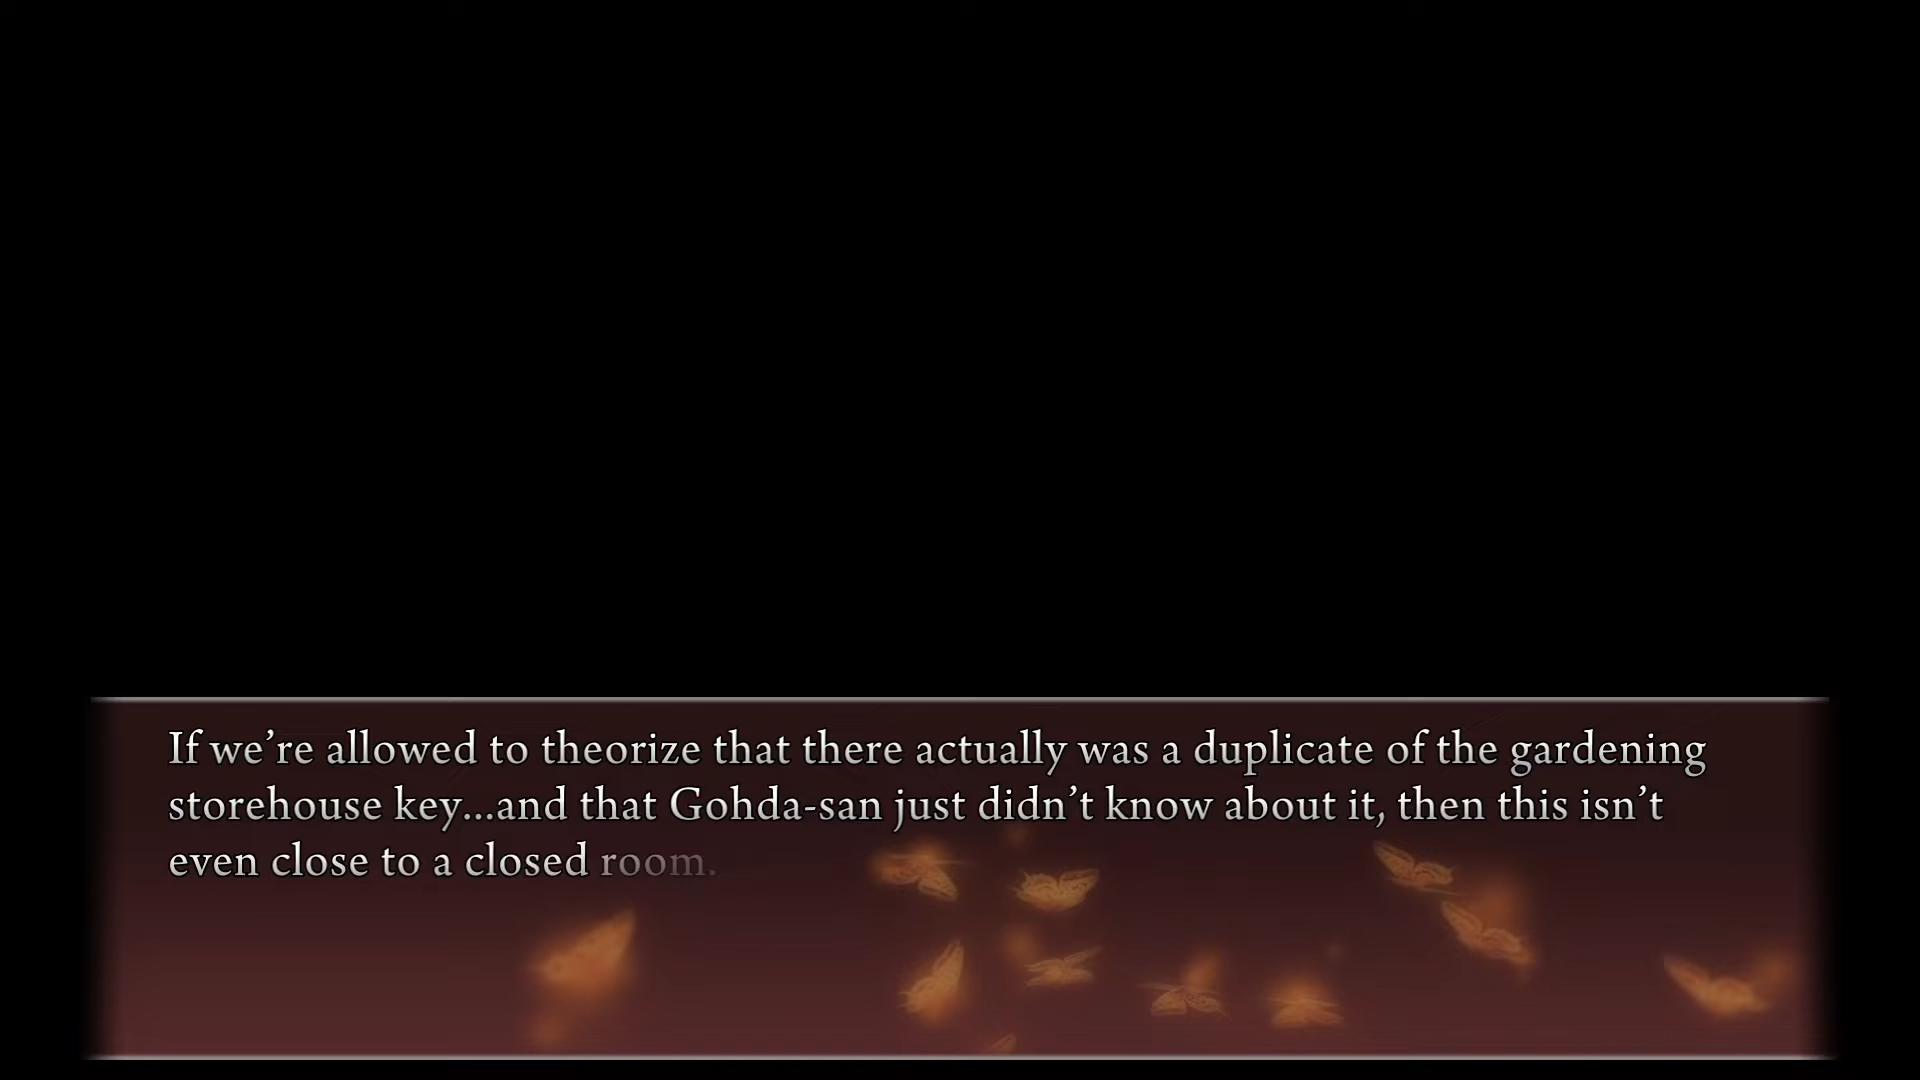 If we’re allowed to theorize that there actually was a duplicate of the gardening
storehouse key...and that Gohda-san just didn’t know about it, then this isn’t
even close to a closed room.